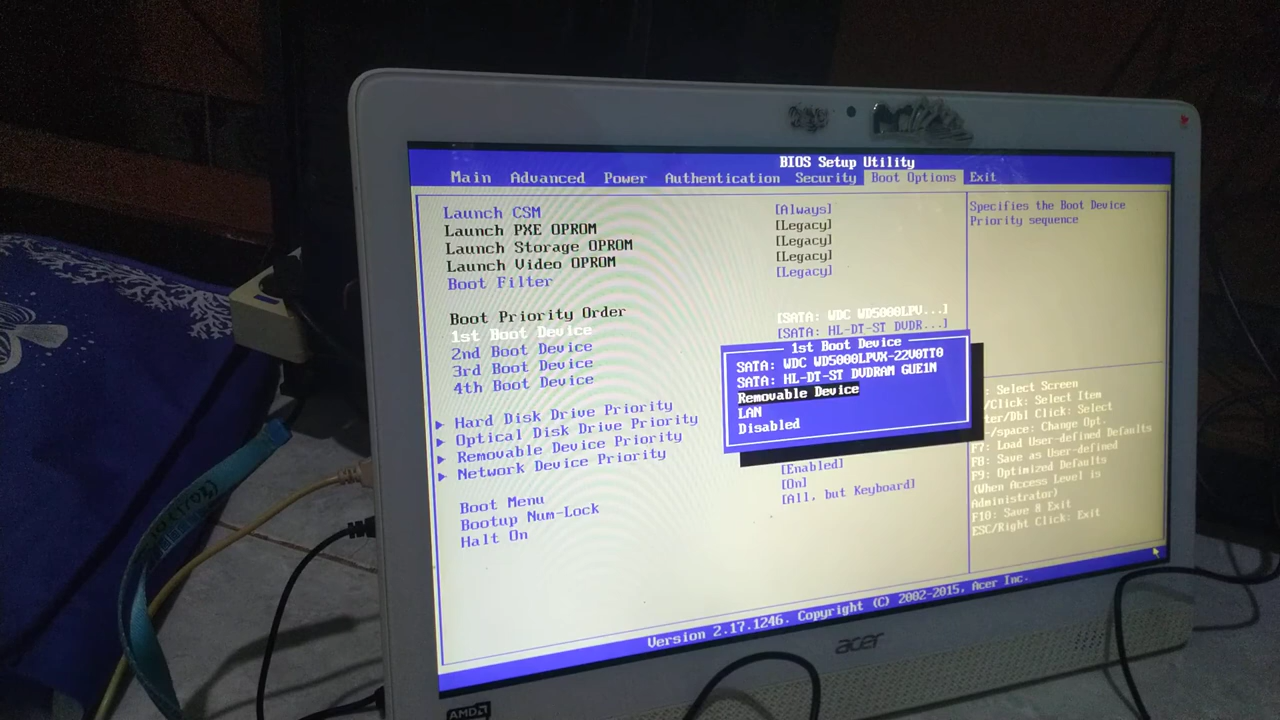 BIOS Setup Utility
Main Advanced Power Authentication Security Boot Options Exit
Launch CSM [Always]
Launch PXE OPROM [Legacy]
Launch Storage OPROM [Legacy]
Launch Video OPROM [Legacy]
Boot Filter [Legacy]
Boot Priority Order
1st Boot Device [SATA: WDC WD5000LPV...]
2nd Boot Device [SATA: HL-DT-ST DVDR...]
3rd Boot Device
4th Boot Device
▶ Hard Disk Drive Priority
▶ Optical Disk Drive Priority
▶ Removable Device Priority
▶ Network Device Priority
Boot Menu [Enabled]
Bootup Num-Lock [On]
Halt On [All, but Keyboard]
1st Boot Device
SATA: WDC WD5000LPVX-22V0TT0
SATA: HL-DT-ST DVDRAM GUE1N
Removable Device
LAN
Disabled
Specifies the Boot Device
Priority sequence
: Select Screen
/Click: Select Item
ter/Dbl Click: Select
-/space: Change Opt.
F7: Load User-defined Defaults
F8: Save as User-defined
F9: Optimized Defaults
(When Access Level is
Administrator)
F10: Save & Exit
ESC/Right Click: Exit
Version 2.17.1246. Copyright (C) 2002-2015, Acer Inc.
acer
AMD